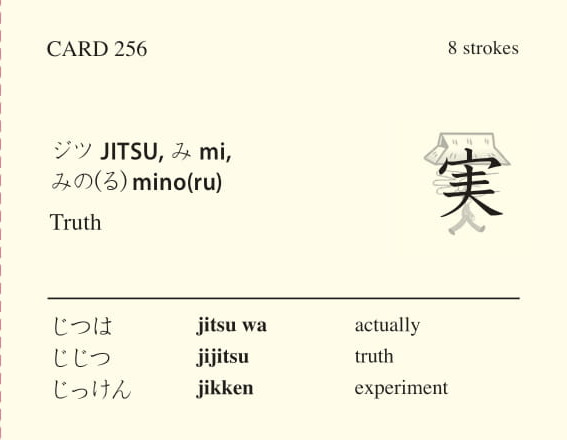 CARD 256 8 strokes
ジツ JITSU, み mi,
みの(る) mino(ru)
Truth
実
じつは jitsu wa actually
じじつ jijitsu truth
じっけん jikken experiment